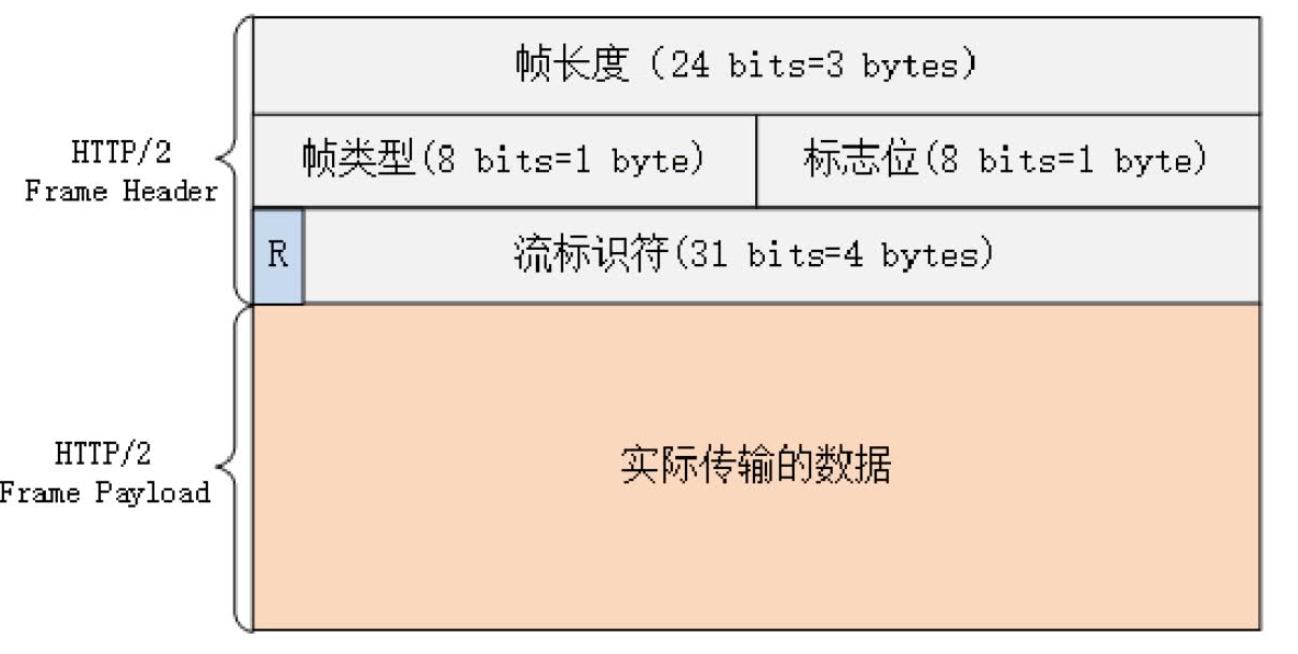 帧长度（24 bits=3 bytes）
HTTP/2
Frame Header
帧类型(8 bits=1 byte)
标志位(8 bits=1 byte)
R
流标识符(31 bits=4 bytes)
HTTP/2
Frame Payload
实际传输的数据